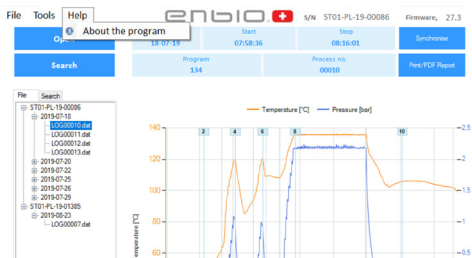 File Tools Help
enbio.
S/N ST01-PL-19-00086
Firmware, 27.3
About the program
Open
18-07-19
Start
07:58:36
Stop
08:16:01
Synchronise
Search
Program
134
Process no.
00010
Print/PDF Report
File Search
ST01-PL-19-00086
2019-07-18
LOG00010.dat
LOG00011.dat
LOG00012.dat
LOG00013.dat
2019-07-20
2019-07-22
2019-07-25
2019-07-26
2019-07-29
ST01-PL-19-01385
2019-08-23
LOG00007.dat
Temperature [°C] Pressure [bar]
2 4 6 8 10
140
120
100
80
60
2,5
2
1,5
1
0,5
emperature [°C]